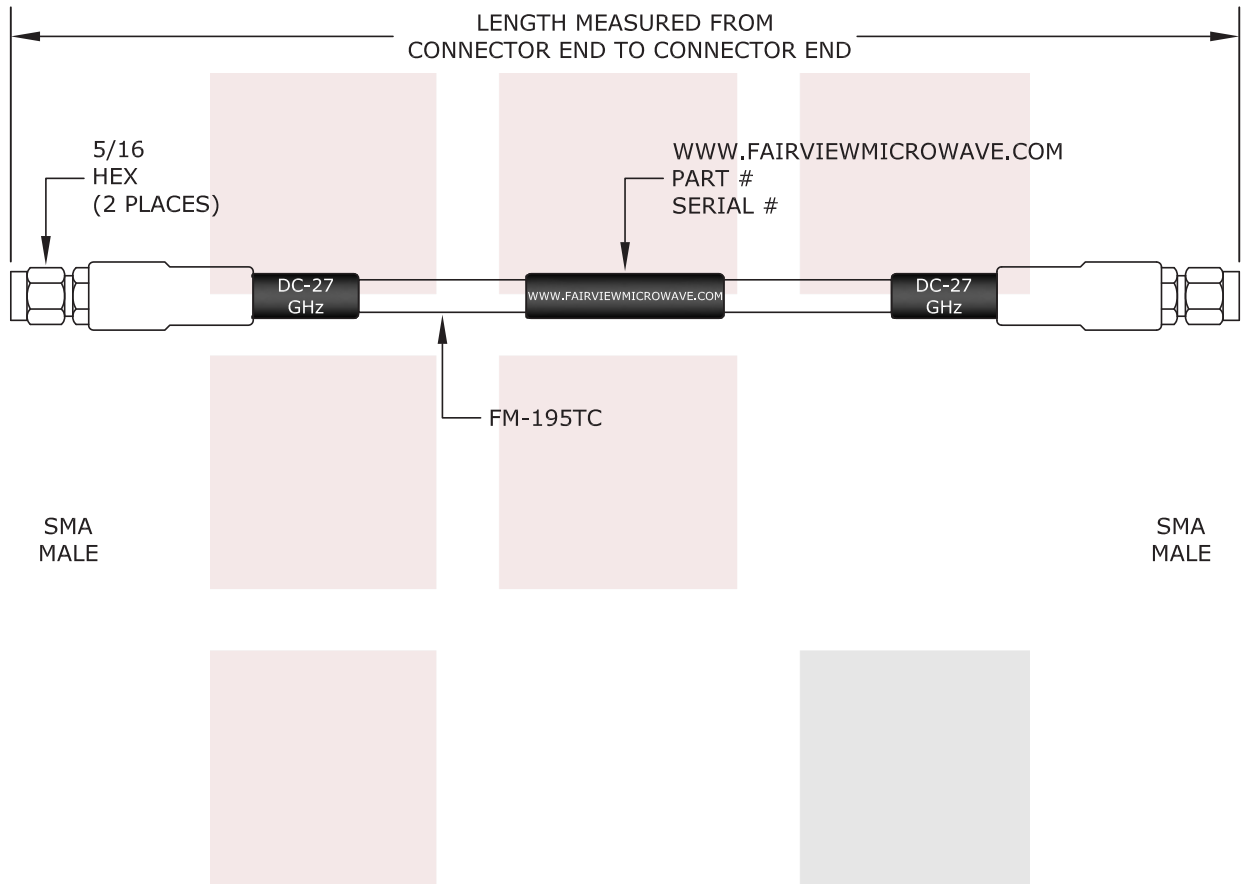 LENGTH MEASURED FROM
CONNECTOR END TO CONNECTOR END
5/16
HEX
(2 PLACES)
WWW.FAIRVIEWMICROWAVE.COM
PART #
SERIAL #
DC-27
GHz
WWW.FAIRVIEWMICROWAVE.COM
DC-27
GHz
FM-195TC
SMA
MALE
SMA
MALE